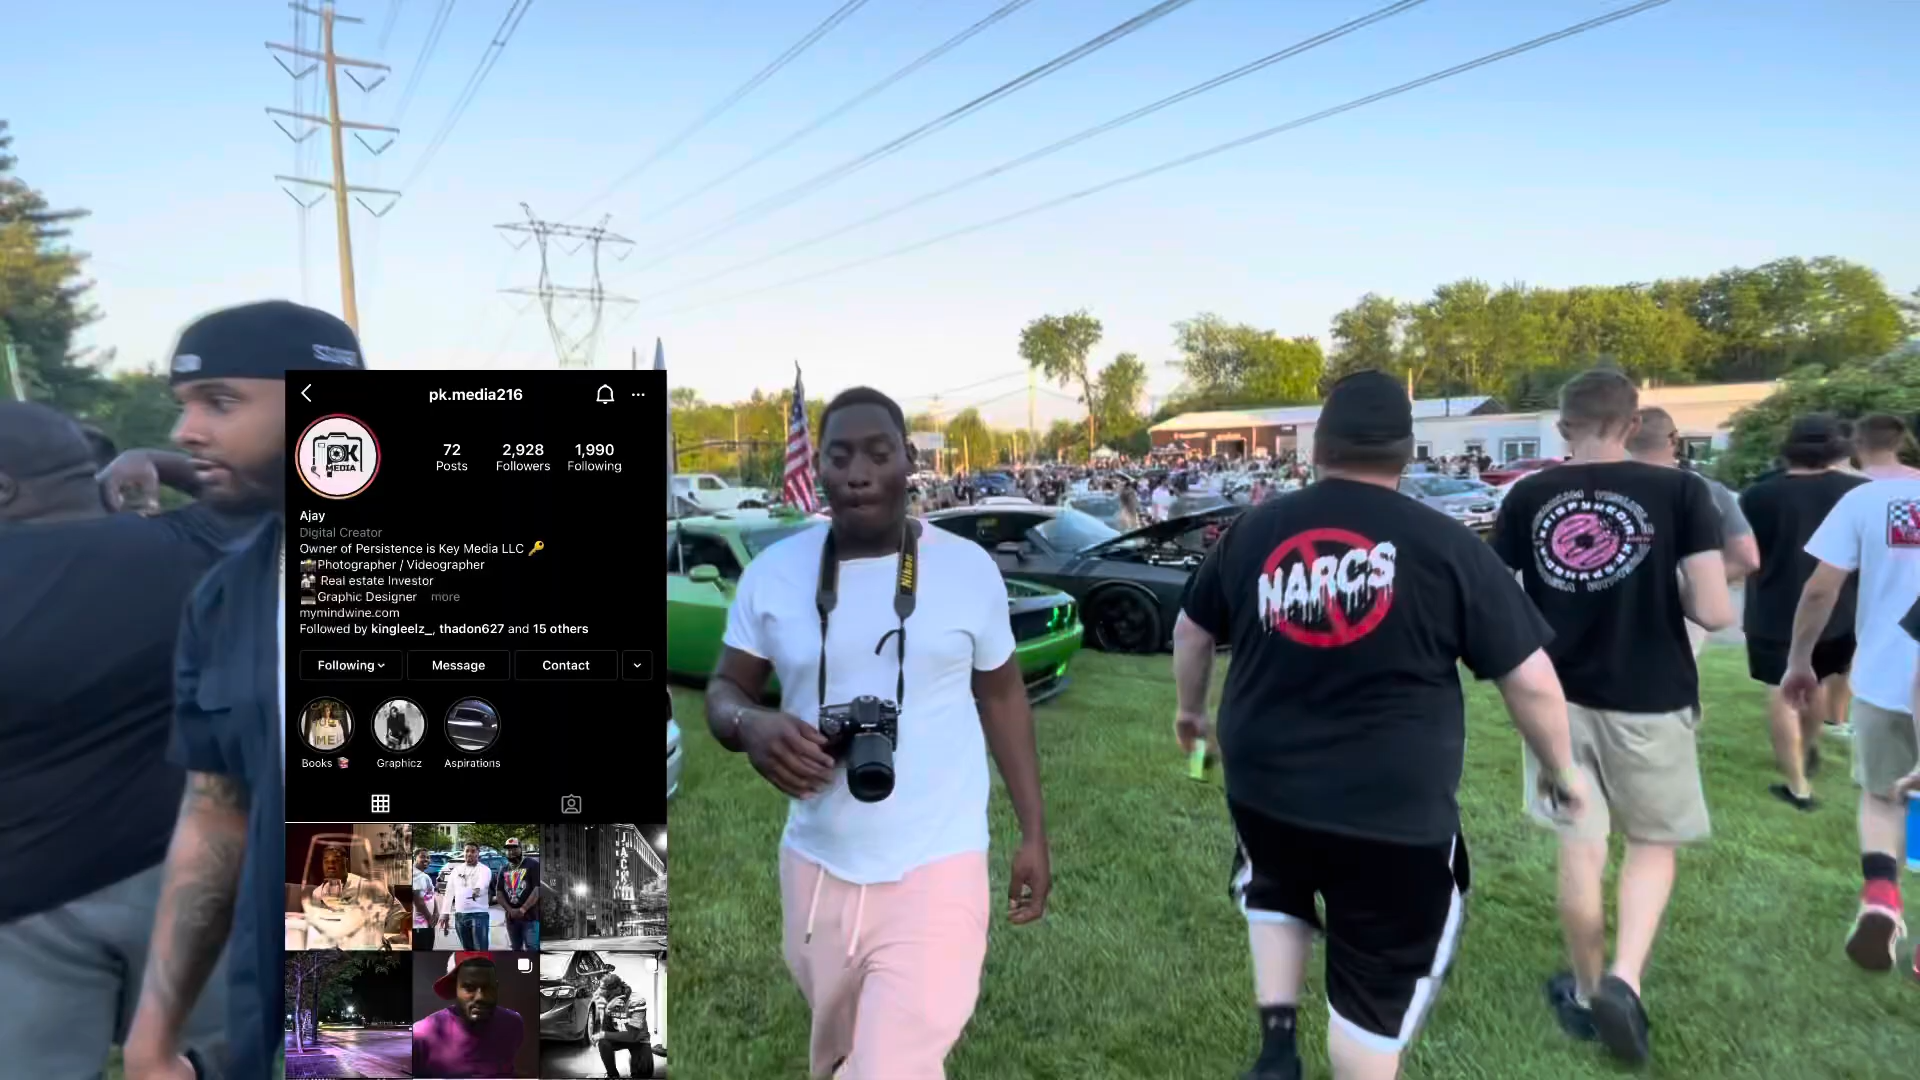 pk.media216
PK
MEDIA
72
2,928
1,990
Posts
Followers
Following
Ajay
Digital Creator
Owner of Persistence is Key Media LLC 🔑
Photographer / Videographer
Real estate Investor
Graphic Designer more
mymindwine.com
Followed by kingleelz_, thadon627 and 15 others
Following
Message
Contact
Books
Graphicz
Aspirations
Nikon
NARCS